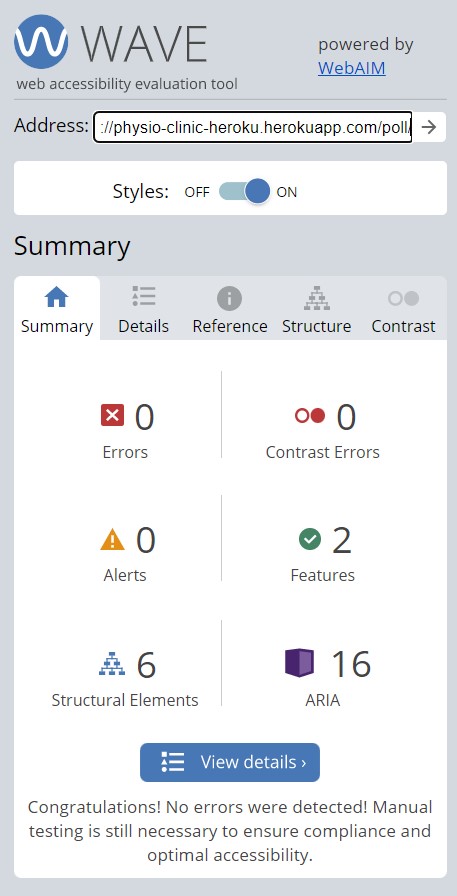 WAVE
web accessibility evaluation tool
powered by
WebAIM
Address: ://physio-clinic-heroku.herokuapp.com/poll/
Styles: OFF ON
Summary
Summary Details Reference Structure Contrast
0 0
Errors Contrast Errors
0 2
Alerts Features
6 16
Structural Elements ARIA
View details ›
Congratulations! No errors were detected! Manual
testing is still necessary to ensure compliance and
optimal accessibility.